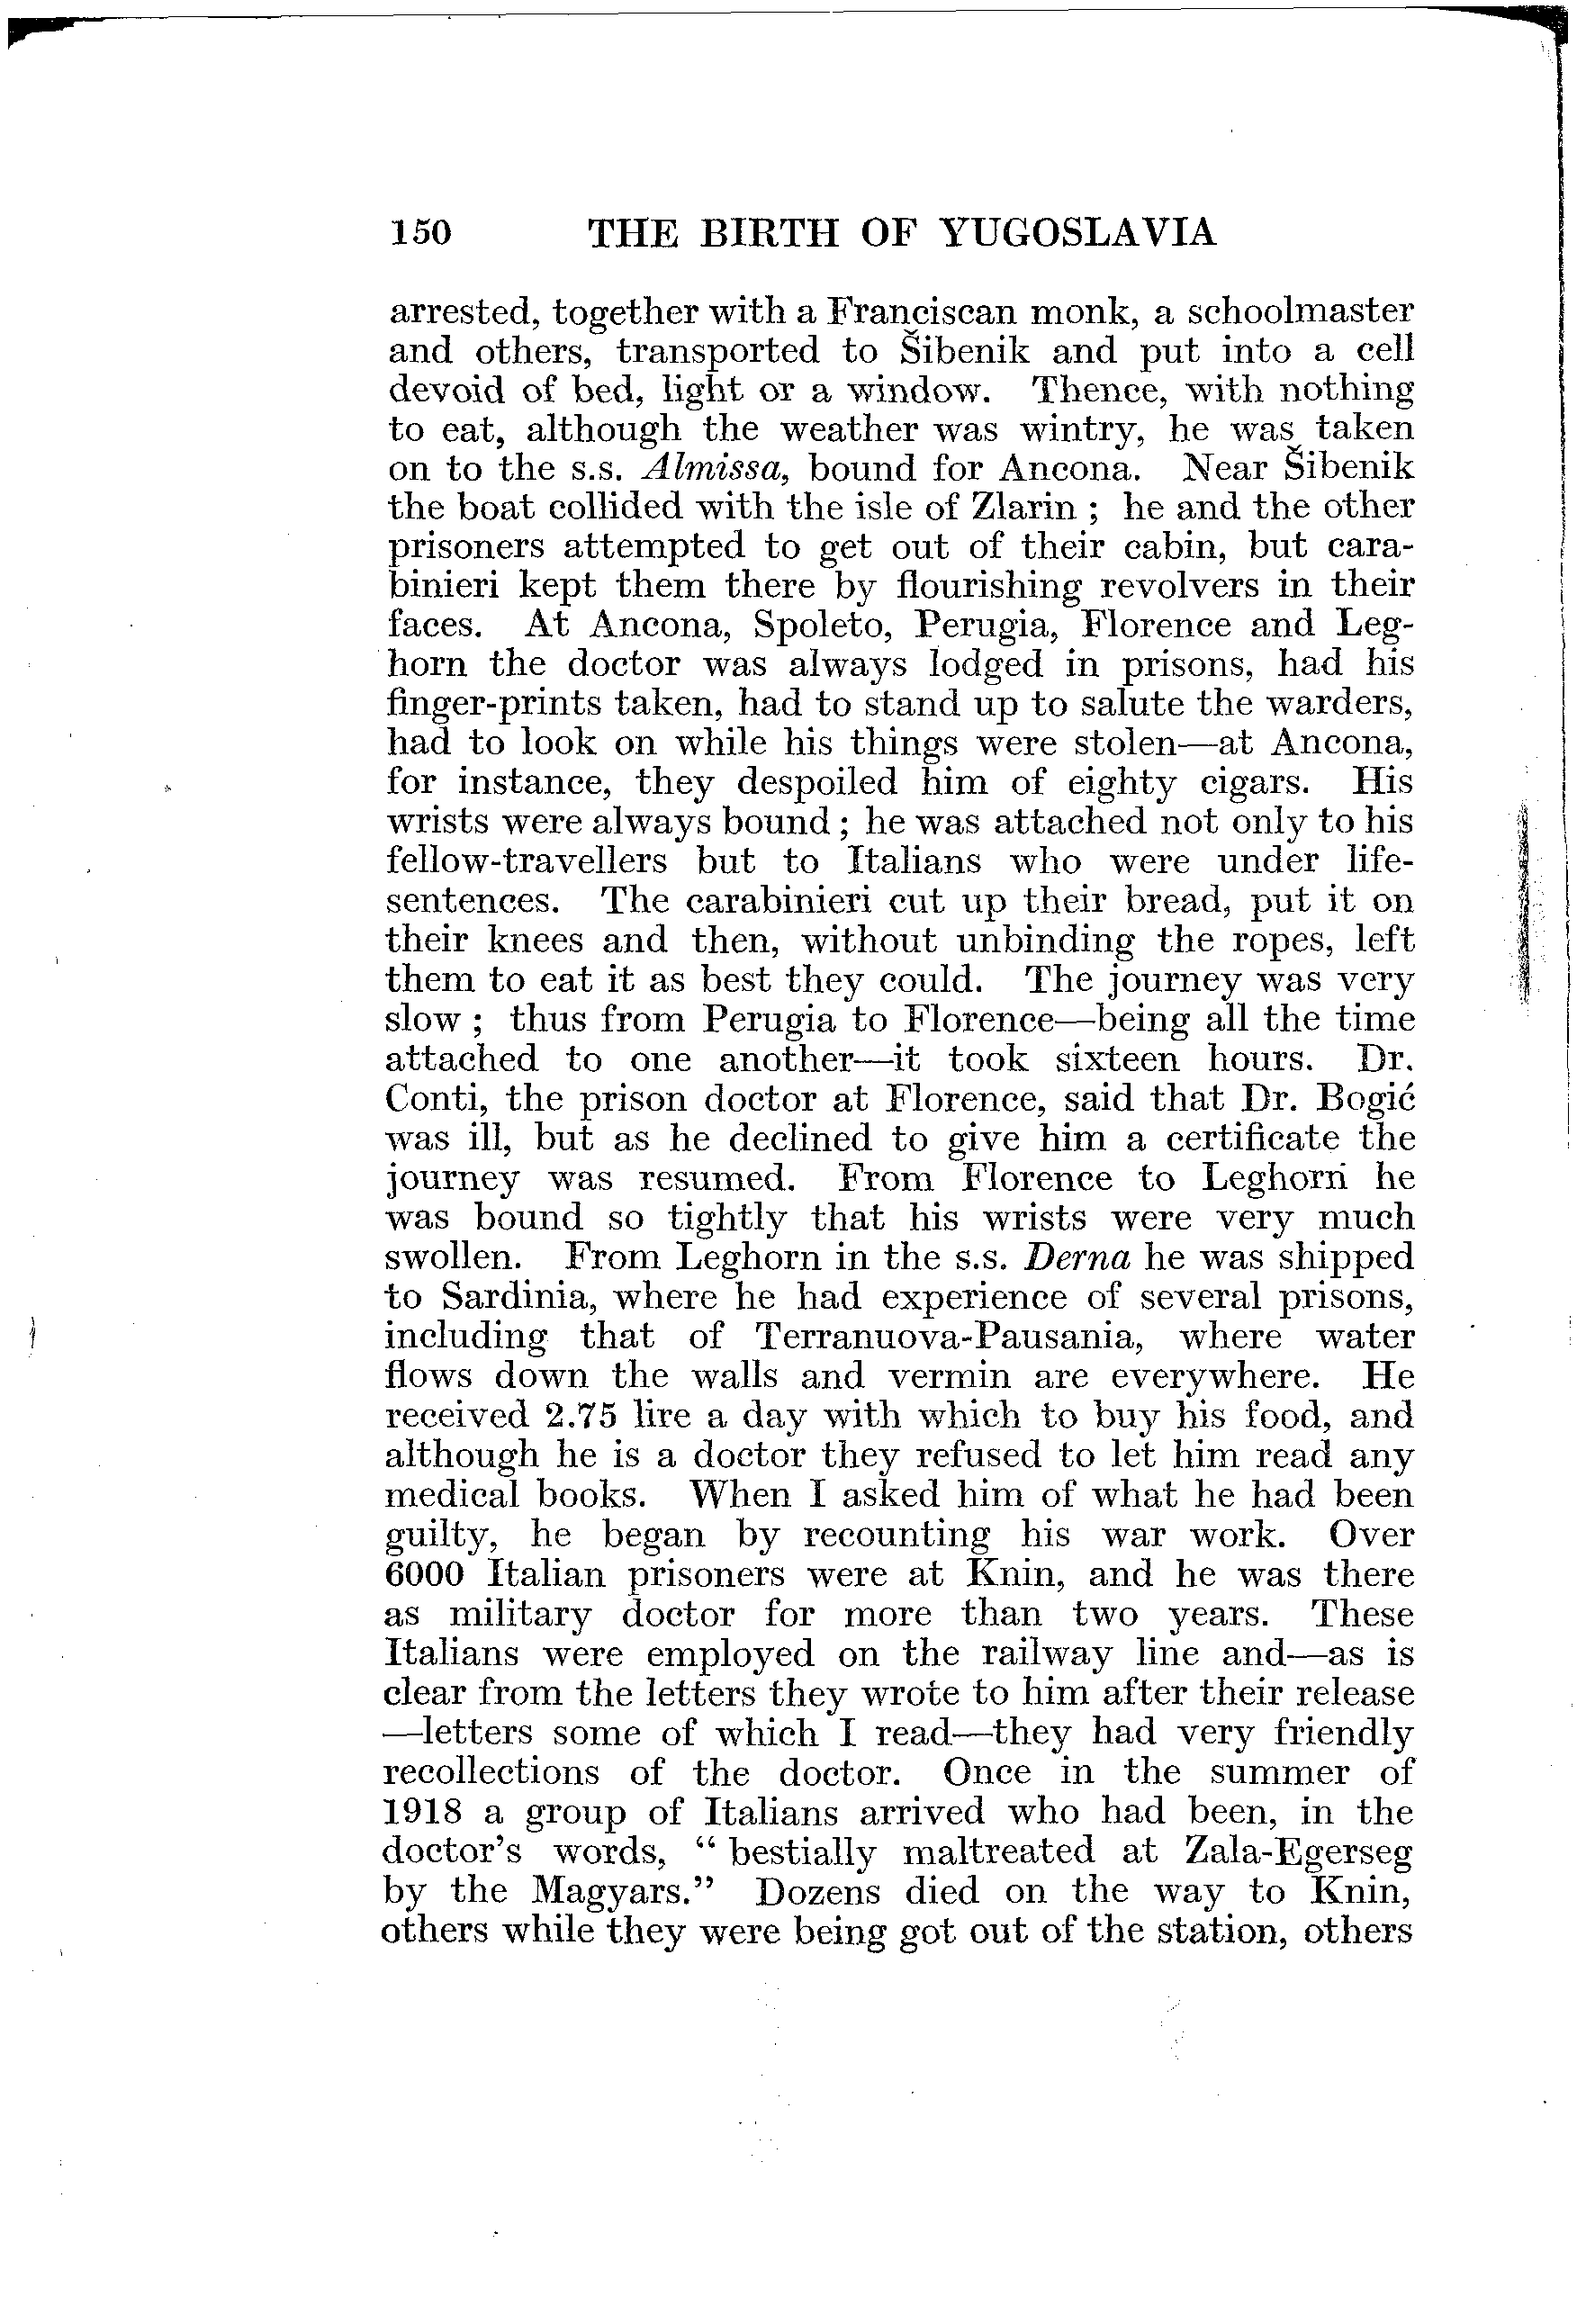 150 THE BIRTH OF YUGOSLAVIA
arrested, together with a Franciscan monk, a schoolmaster
and others, transported to Šibenik and put into a cell
devoid of bed, light or a window. Thence, with nothing
to eat, although the weather was wintry, he was taken
on to the s.s. Almissa, bound for Ancona. Near Šibenik
the boat collided with the isle of Zlarin ; he and the other
prisoners attempted to get out of their cabin, but cara-
binieri kept them there by flourishing revolvers in their
faces. At Ancona, Spoleto, Perugia, Florence and Leg-
horn the doctor was always lodged in prisons, had his
finger-prints taken, had to stand up to salute the warders,
had to look on while his things were stolen—at Ancona,
for instance, they despoiled him of eighty cigars. His
wrists were always bound ; he was attached not only to his
fellow-travellers but to Italians who were under life-
sentences. The carabinieri cut up their bread, put it on
their knees and then, without unbinding the ropes, left
them to eat it as best they could. The journey was very
slow ; thus from Perugia to Florence—being all the time
attached to one another—it took sixteen hours. Dr.
Conti, the prison doctor at Florence, said that Dr. Bogić
was ill, but as he declined to give him a certificate the
journey was resumed. From Florence to Leghorn he
was bound so tightly that his wrists were very much
swollen. From Leghorn in the s.s. Derna he was shipped
to Sardinia, where he had experience of several prisons,
including that of Terranuova-Pausania, where water
flows down the walls and vermin are everywhere. He
received 2.75 lire a day with which to buy his food, and
although he is a doctor they refused to let him read any
medical books. When I asked him of what he had been
guilty, he began by recounting his war work. Over
6000 Italian prisoners were at Knin, and he was there
as military doctor for more than two years. These
Italians were employed on the railway line and—as is
clear from the letters they wrote to him after their release
—letters some of which I read—they had very friendly
recollections of the doctor. Once in the summer of
1918 a group of Italians arrived who had been, in the
doctor's words, " bestially maltreated at Zala-Egerseg
by the Magyars." Dozens died on the way to Knin,
others while they were being got out of the station, others